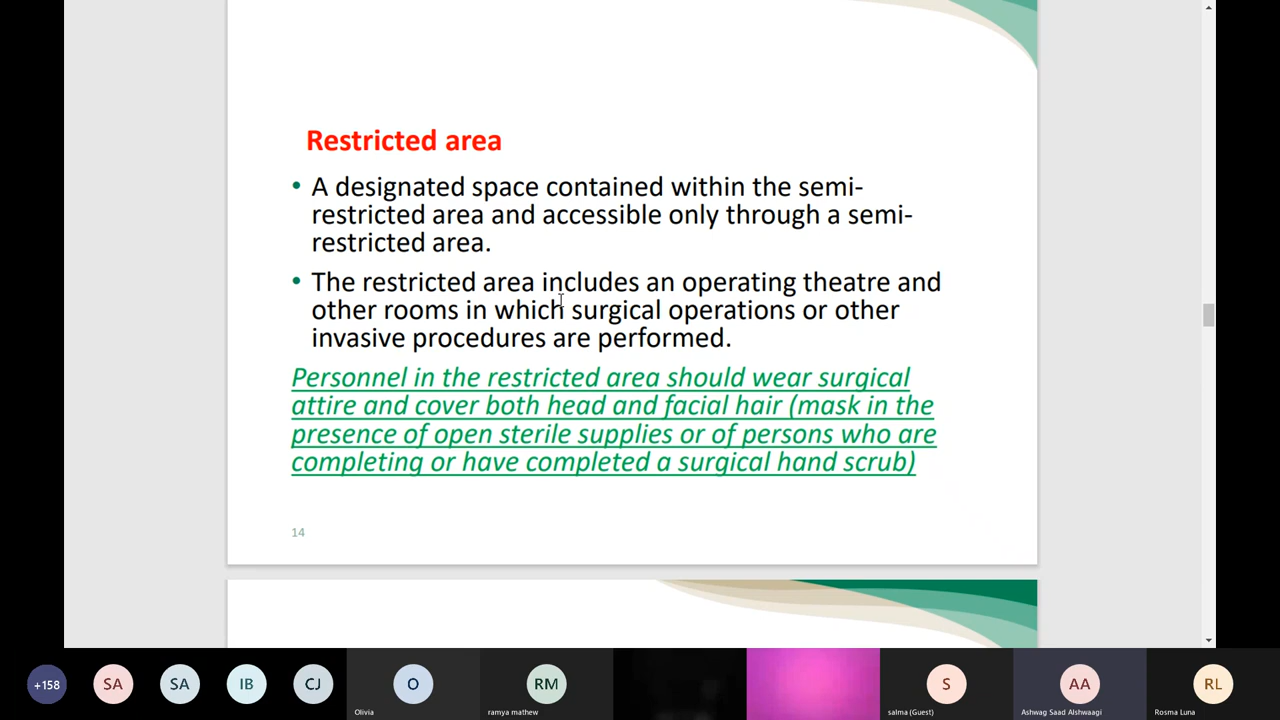 Restricted area
• A designated space contained within the semi-
restricted area and accessible only through a semi-
restricted area.
• The restricted area includes an operating theatre and
other rooms in which surgical operations or other
invasive procedures are performed.
Personnel in the restricted area should wear surgical
attire and cover both head and facial hair (mask in the
presence of open sterile supplies or of persons who are
completing or have completed a surgical hand scrub)
14
+158
SA
SA
IB
CJ
O
Olivia
RM
ramya mathew
S
salma (Guest)
AA
Ashwag Saad Alshwaagi
RL
Rosma Luna